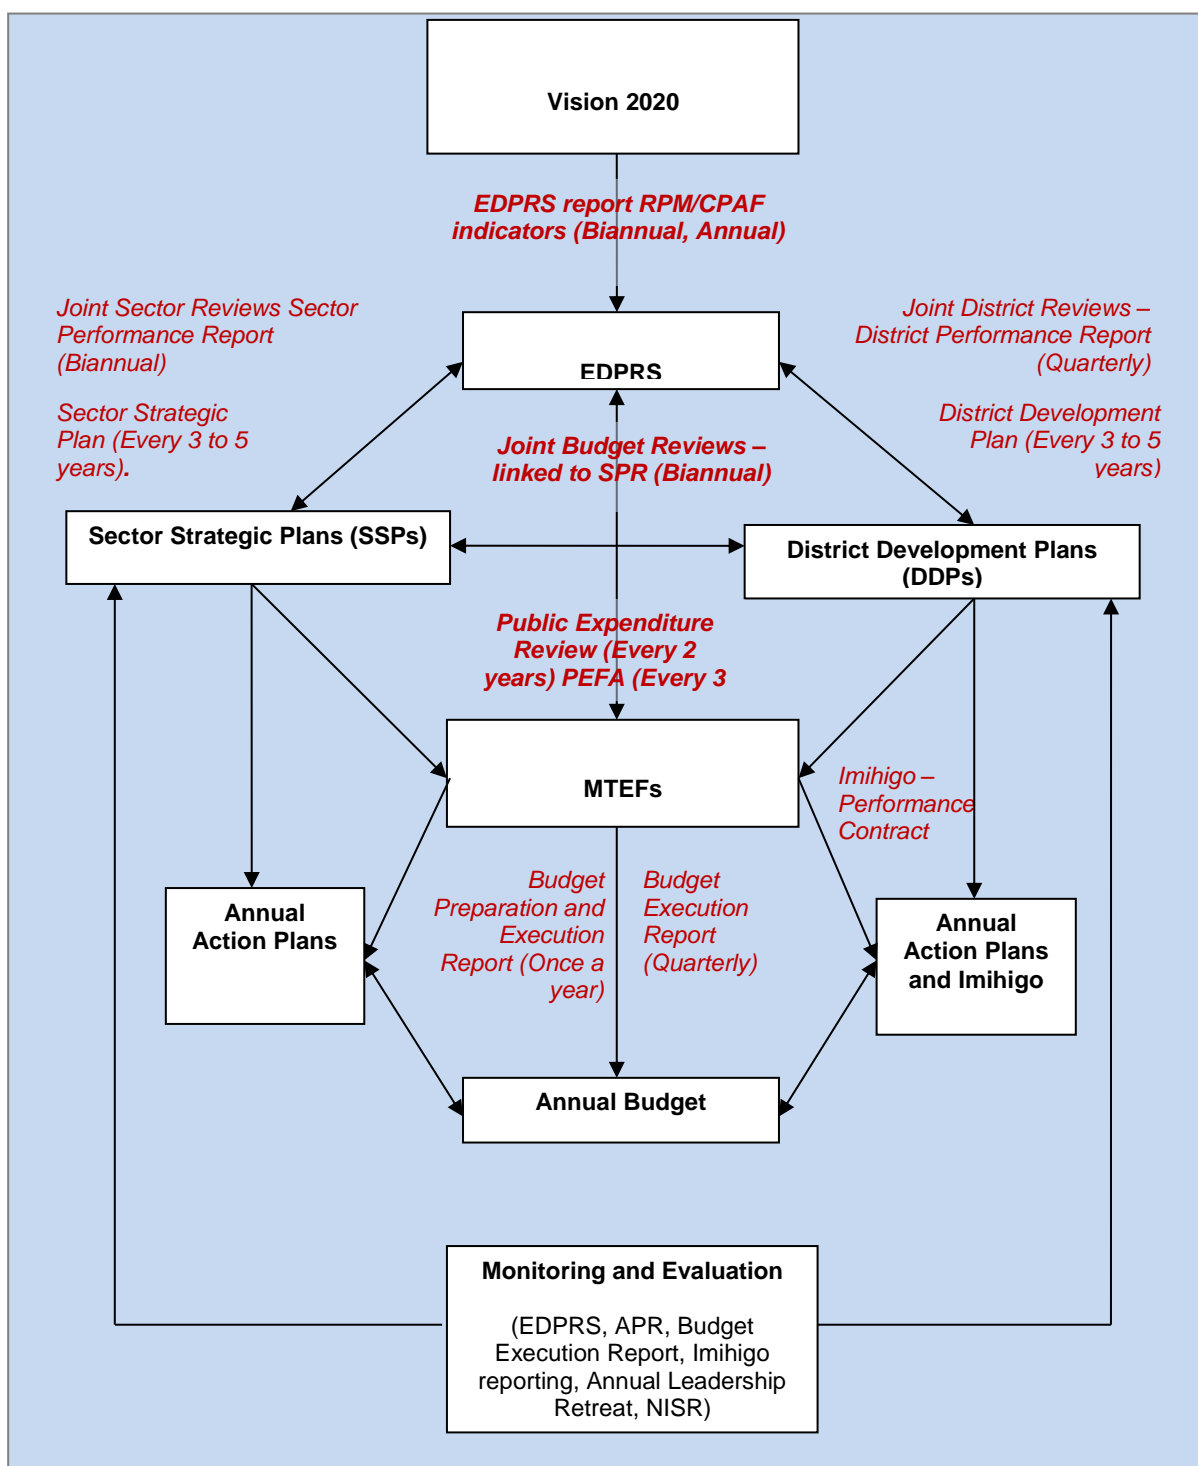 Vision 2020
EDPRS report RPM/CPAF
indicators (Biannual, Annual)
Joint Sector Reviews Sector
Performance Report
(Biannual)
Sector Strategic
Plan (Every 3 to 5
years).
EDPRS
Joint District Reviews –
District Performance Report
(Quarterly)
District Development
Plan (Every 3 to 5
years)
Joint Budget Reviews –
linked to SPR (Biannual)
Sector Strategic Plans (SSPs)
District Development Plans
(DDPs)
Public Expenditure
Review (Every 2
years) PEFA (Every 3
MTEFs
Imihigo –
Performance
Contract
Budget
Preparation and
Execution
Report (Once a
year)
Budget
Execution
Report
(Quarterly)
Annual
Action Plans
Annual
Action Plans
and Imihigo
Annual Budget
Monitoring and Evaluation
(EDPRS, APR, Budget
Execution Report, Imihigo
reporting, Annual Leadership
Retreat, NISR)